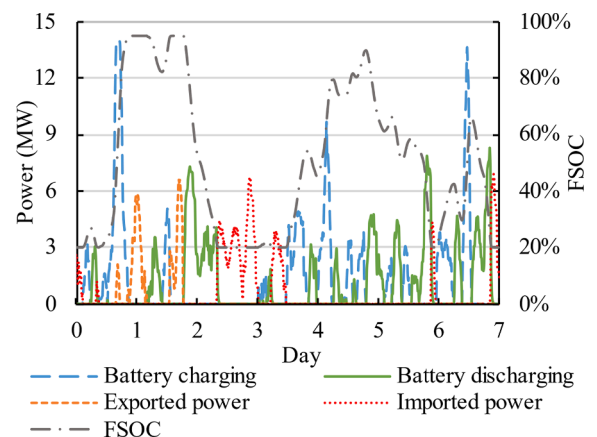 15 100%
12 80%
9 60%
6 40%
3 20%
0 0%
Power (MW)
FSOC
0 1 2 3 4 5 6 7
Day
Battery charging Battery discharging
Exported power Imported power
FSOC